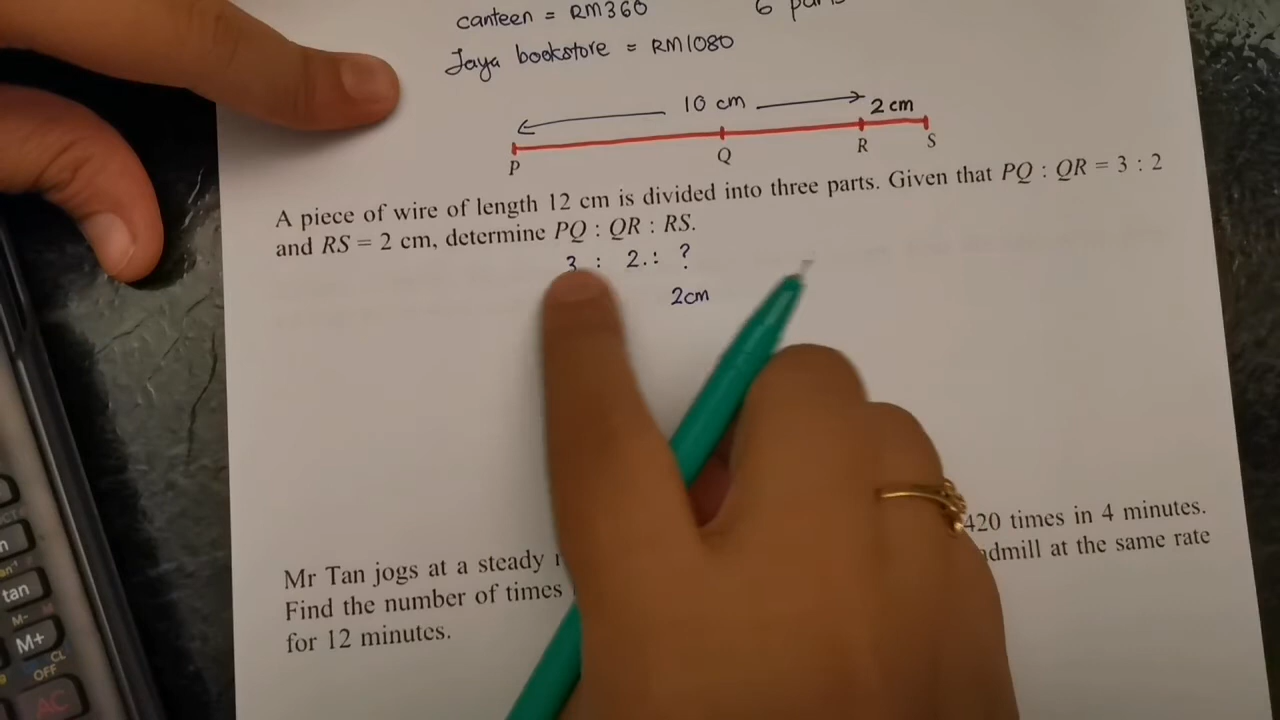 canteen = RM360 6 parts
Jaya bookstore = RM1080
10 cm 2 cm
P Q R S
A piece of wire of length 12 cm is divided into three parts. Given that PQ : QR = 3 : 2
and RS = 2 cm, determine PQ : QR : RS.
3 : 2 : ?
2cm
Mr Tan jogs at a steady 420 times in 4 minutes.
Find the number of times at the same rate
for 12 minutes.
tan
M-
M+
CL
OFF
AC